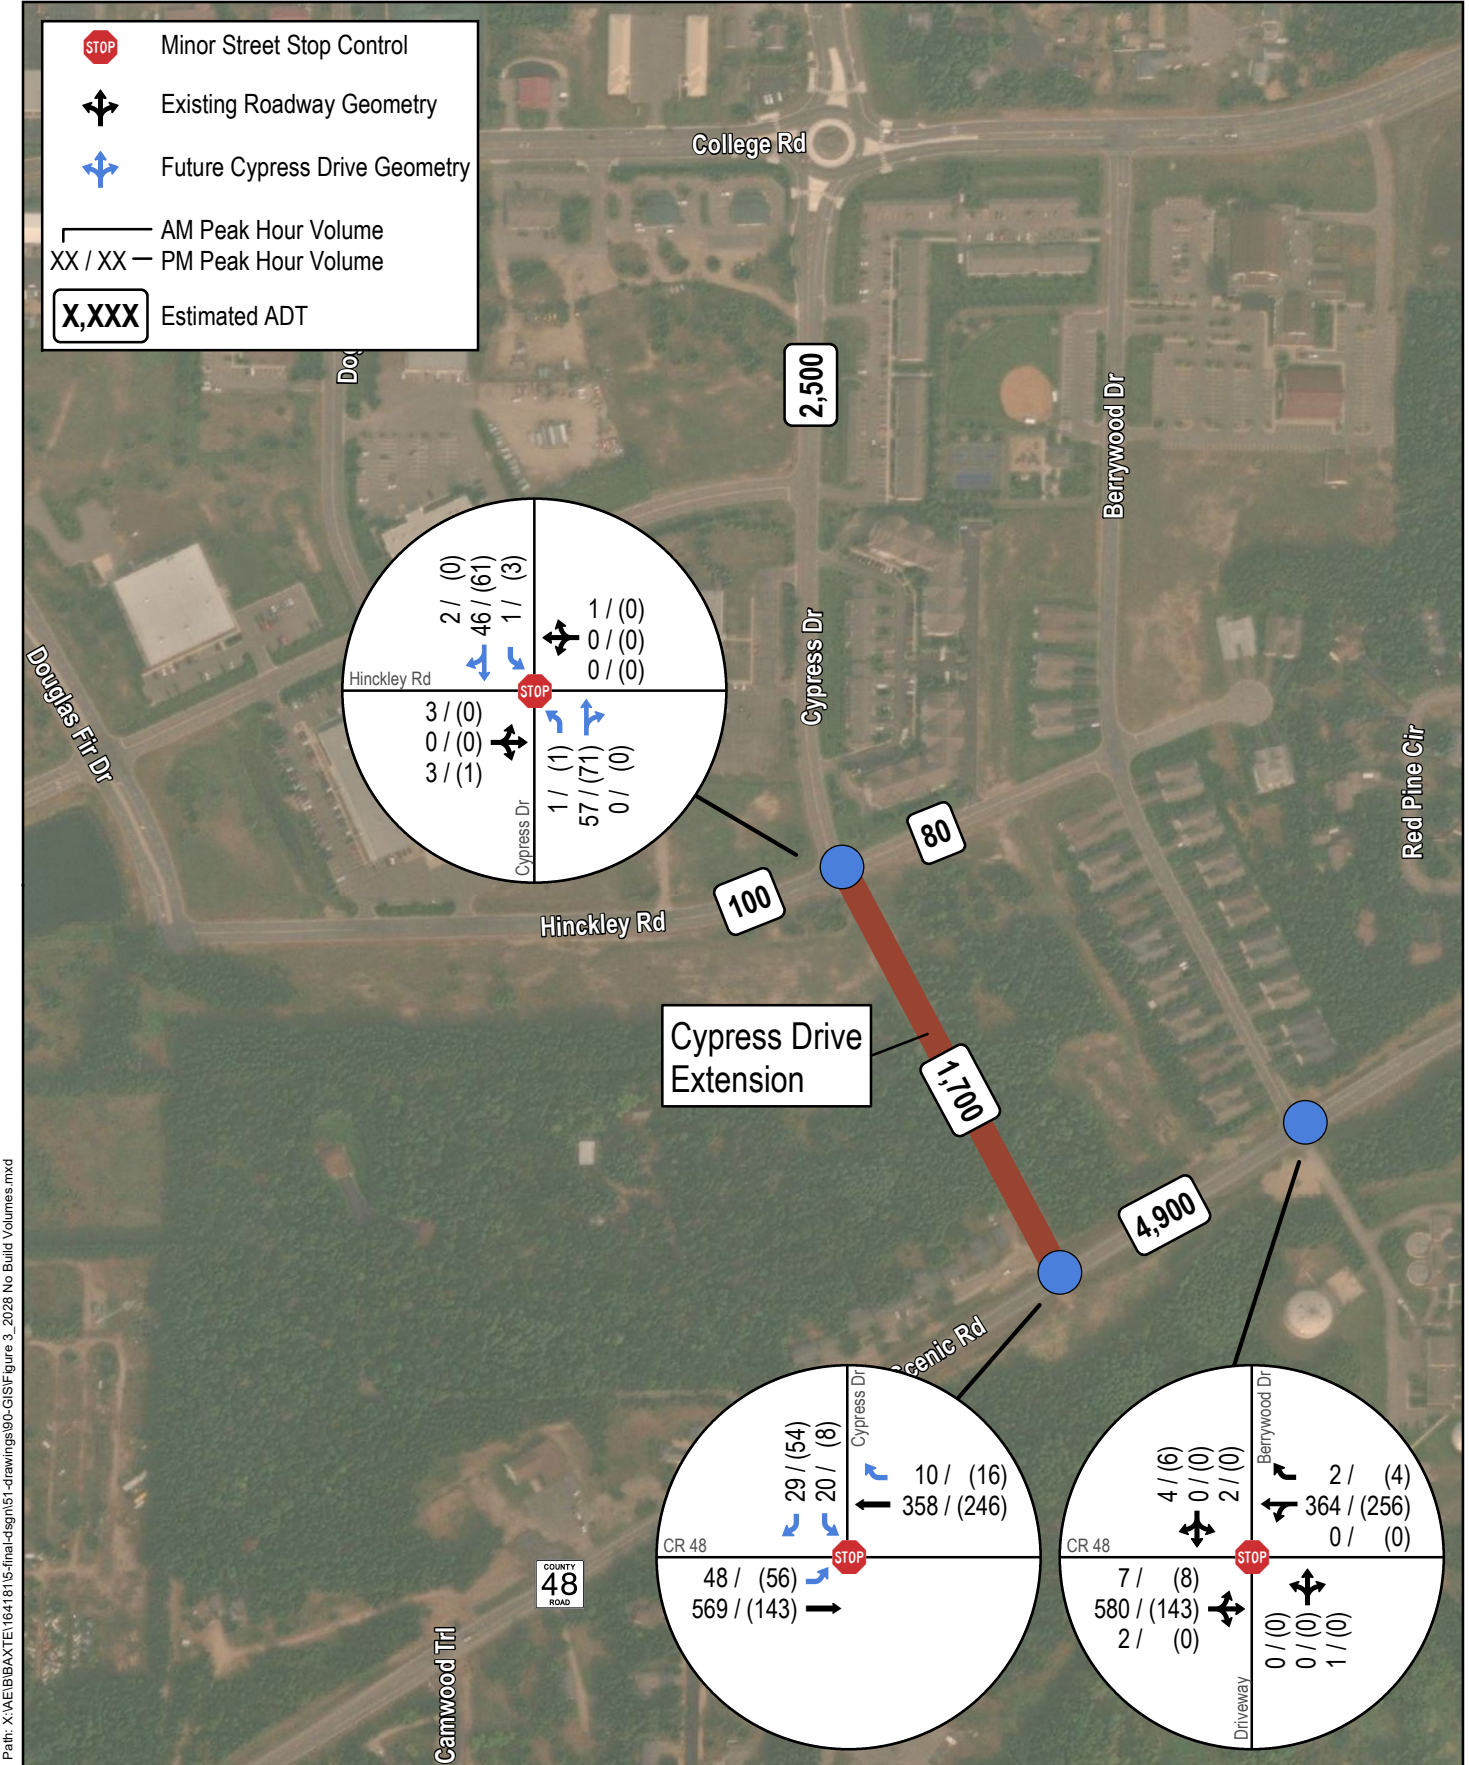 STOP Minor Street Stop Control
Existing Roadway Geometry
Future Cypress Drive Geometry
AM Peak Hour Volume
XX / XX PM Peak Hour Volume
X,XXX Estimated ADT
College Rd
Dog
2,500
Berrywood Dr
Cypress Dr
Douglas Fir Dr
Red Pine Cir
2 / (0)
46 / (61)
1 / (3)
1 / (0)
0 / (0)
0 / (0)
Hinckley Rd
STOP
3 / (0)
0 / (0)
3 / (1)
1 / (1)
57 / (71)
0 / (0)
Cypress Dr
80
100
Hinckley Rd
Cypress Drive
Extension
1,700
4,900
Scenic Rd
29 / (54)
20 / (8)
Cypress Dr
10 / (16)
358 / (246)
CR 48
STOP
48 / (56)
569 / (143)
4 / (6)
0 / (0)
2 / (0)
Berrywood Dr
2 / (4)
364 / (256)
0 / (0)
CR 48
STOP
7 / (8)
580 / (143)
2 / (0)
0 / (0)
0 / (0)
1 / (0)
Driveway
COUNTY
48
ROAD
Camwood Trl
Path: X:\AE\B\BAXTE\164181\5-final-dsgn\51-drawings\90-GIS\Figure 3_2028 No Build Volumes.mxd